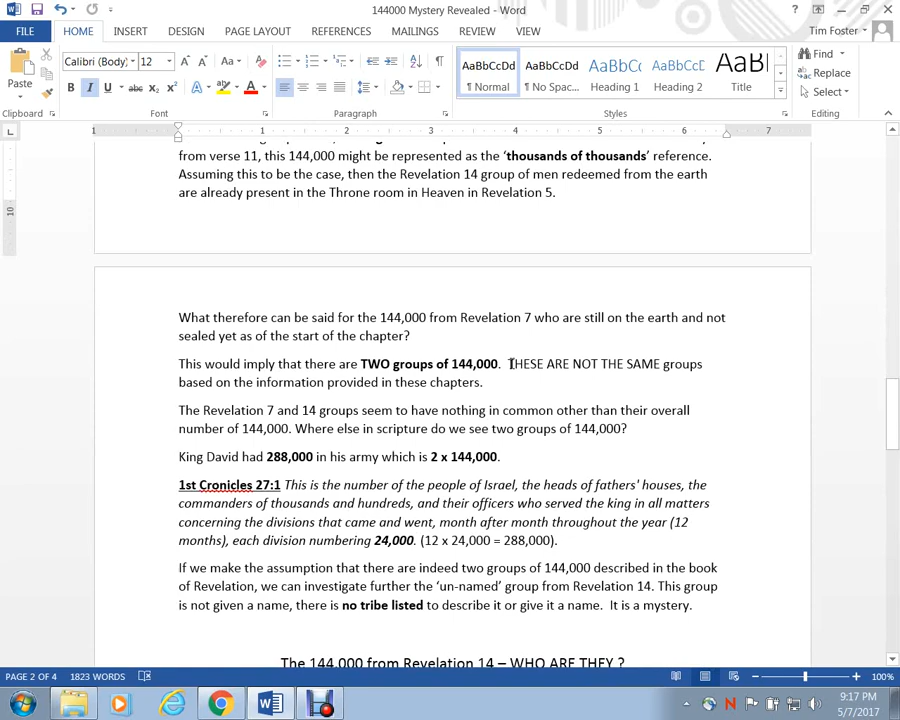 144000 Mystery Revealed - Word
FILE HOME INSERT DESIGN PAGE LAYOUT REFERENCES MAILINGS REVIEW VIEW Tim Foster
Calibri (Body) 12 Find
Paste Replace
Select
AaBbCcDd AaBbCcDd AaBbCc AaBbCcD AaB
¶ Normal ¶ No Spac... Heading 1 Heading 2 Title
Clipboard Font Paragraph Styles Editing
1 1 2 3 4 5 6 7
from verse 11, this 144,000 might be represented as the ‘thousands of thousands’ reference.
Assuming this to be the case, then the Revelation 14 group of men redeemed from the earth
are already present in the Throne room in Heaven in Revelation 5.
10
What therefore can be said for the 144,000 from Revelation 7 who are still on the earth and not
sealed yet as of the start of the chapter?
This would imply that there are TWO groups of 144,000. THESE ARE NOT THE SAME groups
based on the information provided in these chapters.
The Revelation 7 and 14 groups seem to have nothing in common other than their overall
number of 144,000. Where else in scripture do we see two groups of 144,000?
King David had 288,000 in his army which is 2 x 144,000.
1st Cronicles 27:1 This is the number of the people of Israel, the heads of fathers' houses, the
commanders of thousands and hundreds, and their officers who served the king in all matters
concerning the divisions that came and went, month after month throughout the year (12
months), each division numbering 24,000. (12 x 24,000 = 288,000).
If we make the assumption that there are indeed two groups of 144,000 described in the book
of Revelation, we can investigate further the ‘un-named’ group from Revelation 14. This group
is not given a name, there is no tribe listed to describe it or give it a name. It is a mystery.
The 144,000 from Revelation 14 – WHO ARE THEY ?
PAGE 2 OF 4 1823 WORDS 100%
9:17 PM
5/7/2017